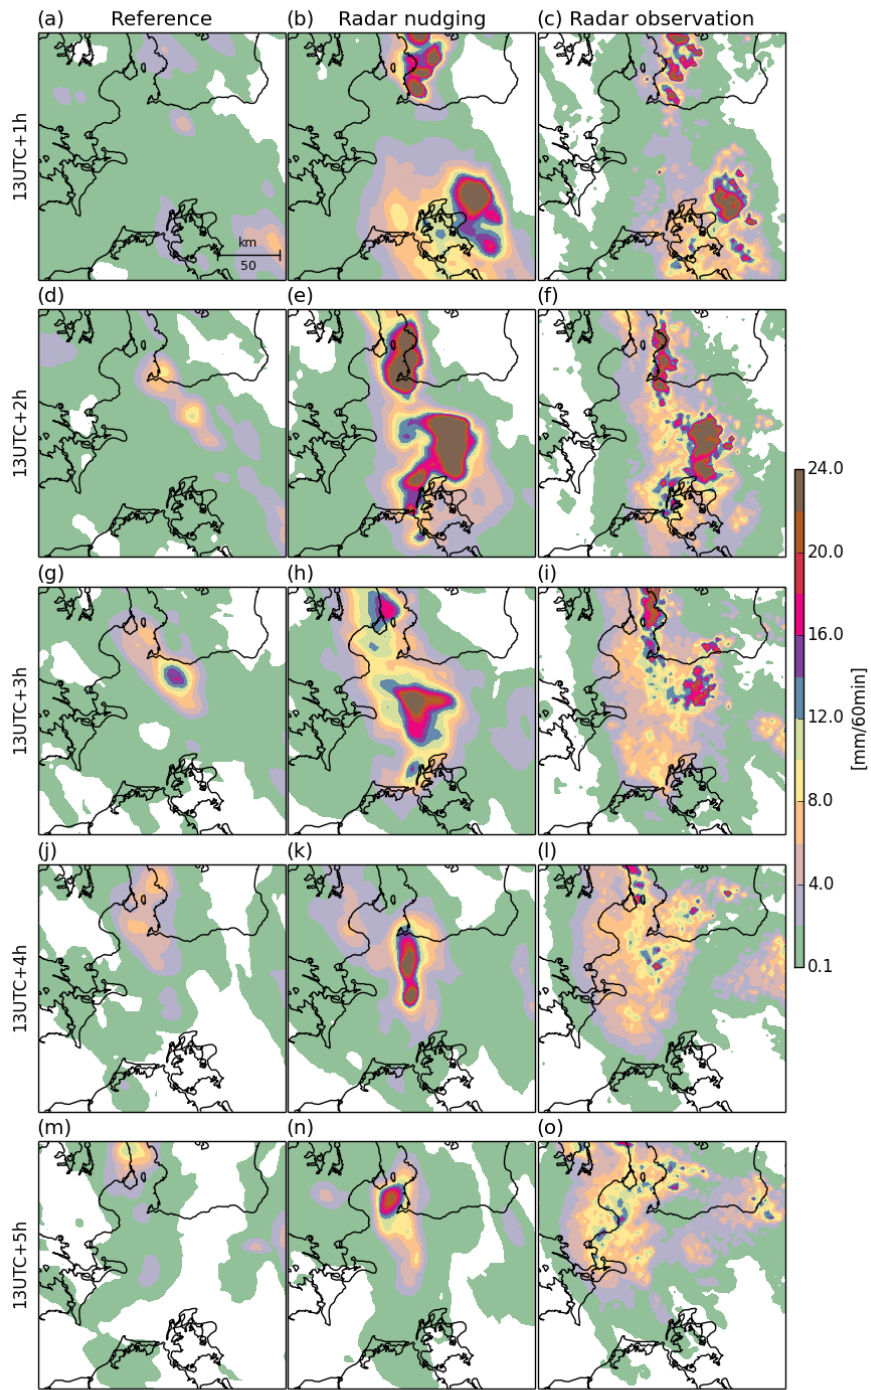 (a) Reference (b) Radar nudging (c) Radar observation
13UTC+1h
km
50
(d) (e) (f)
13UTC+2h
(g) (h) (i)
13UTC+3h
24.0
20.0
16.0
12.0
8.0
4.0
0.1
[mm/60min]
(j) (k) (l)
13UTC+4h
(m) (n) (o)
13UTC+5h